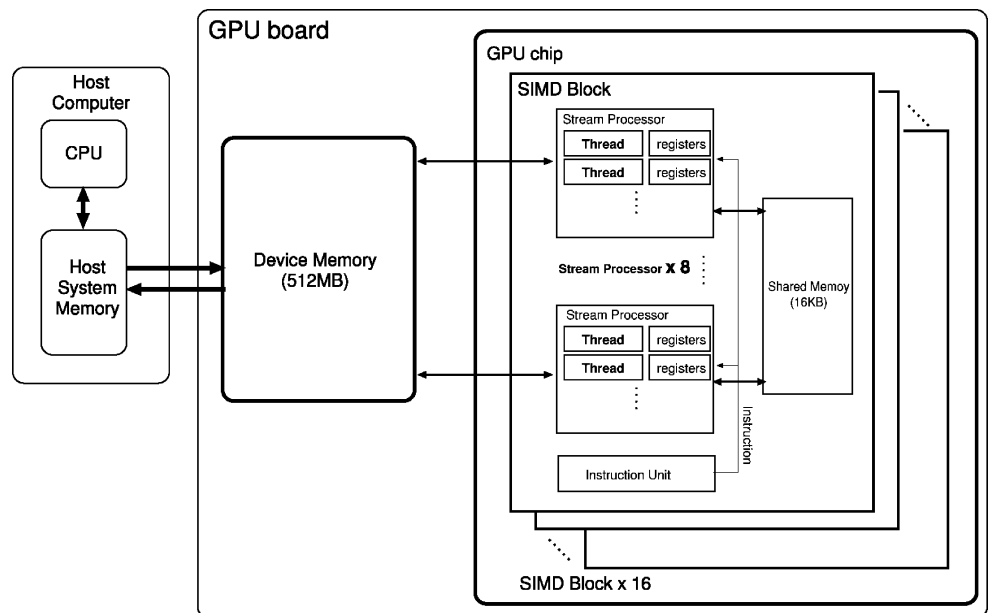 GPU board
GPU chip
Host
Computer
CPU
Host
System
Memory
Device Memory
(512MB)
SIMD Block
Stream Processor
Thread registers
Thread registers
Stream Processor x 8
Shared Memoy
(16KB)
Stream Processor
Thread registers
Thread registers
Instruction
Instruction Unit
SIMD Block x 16